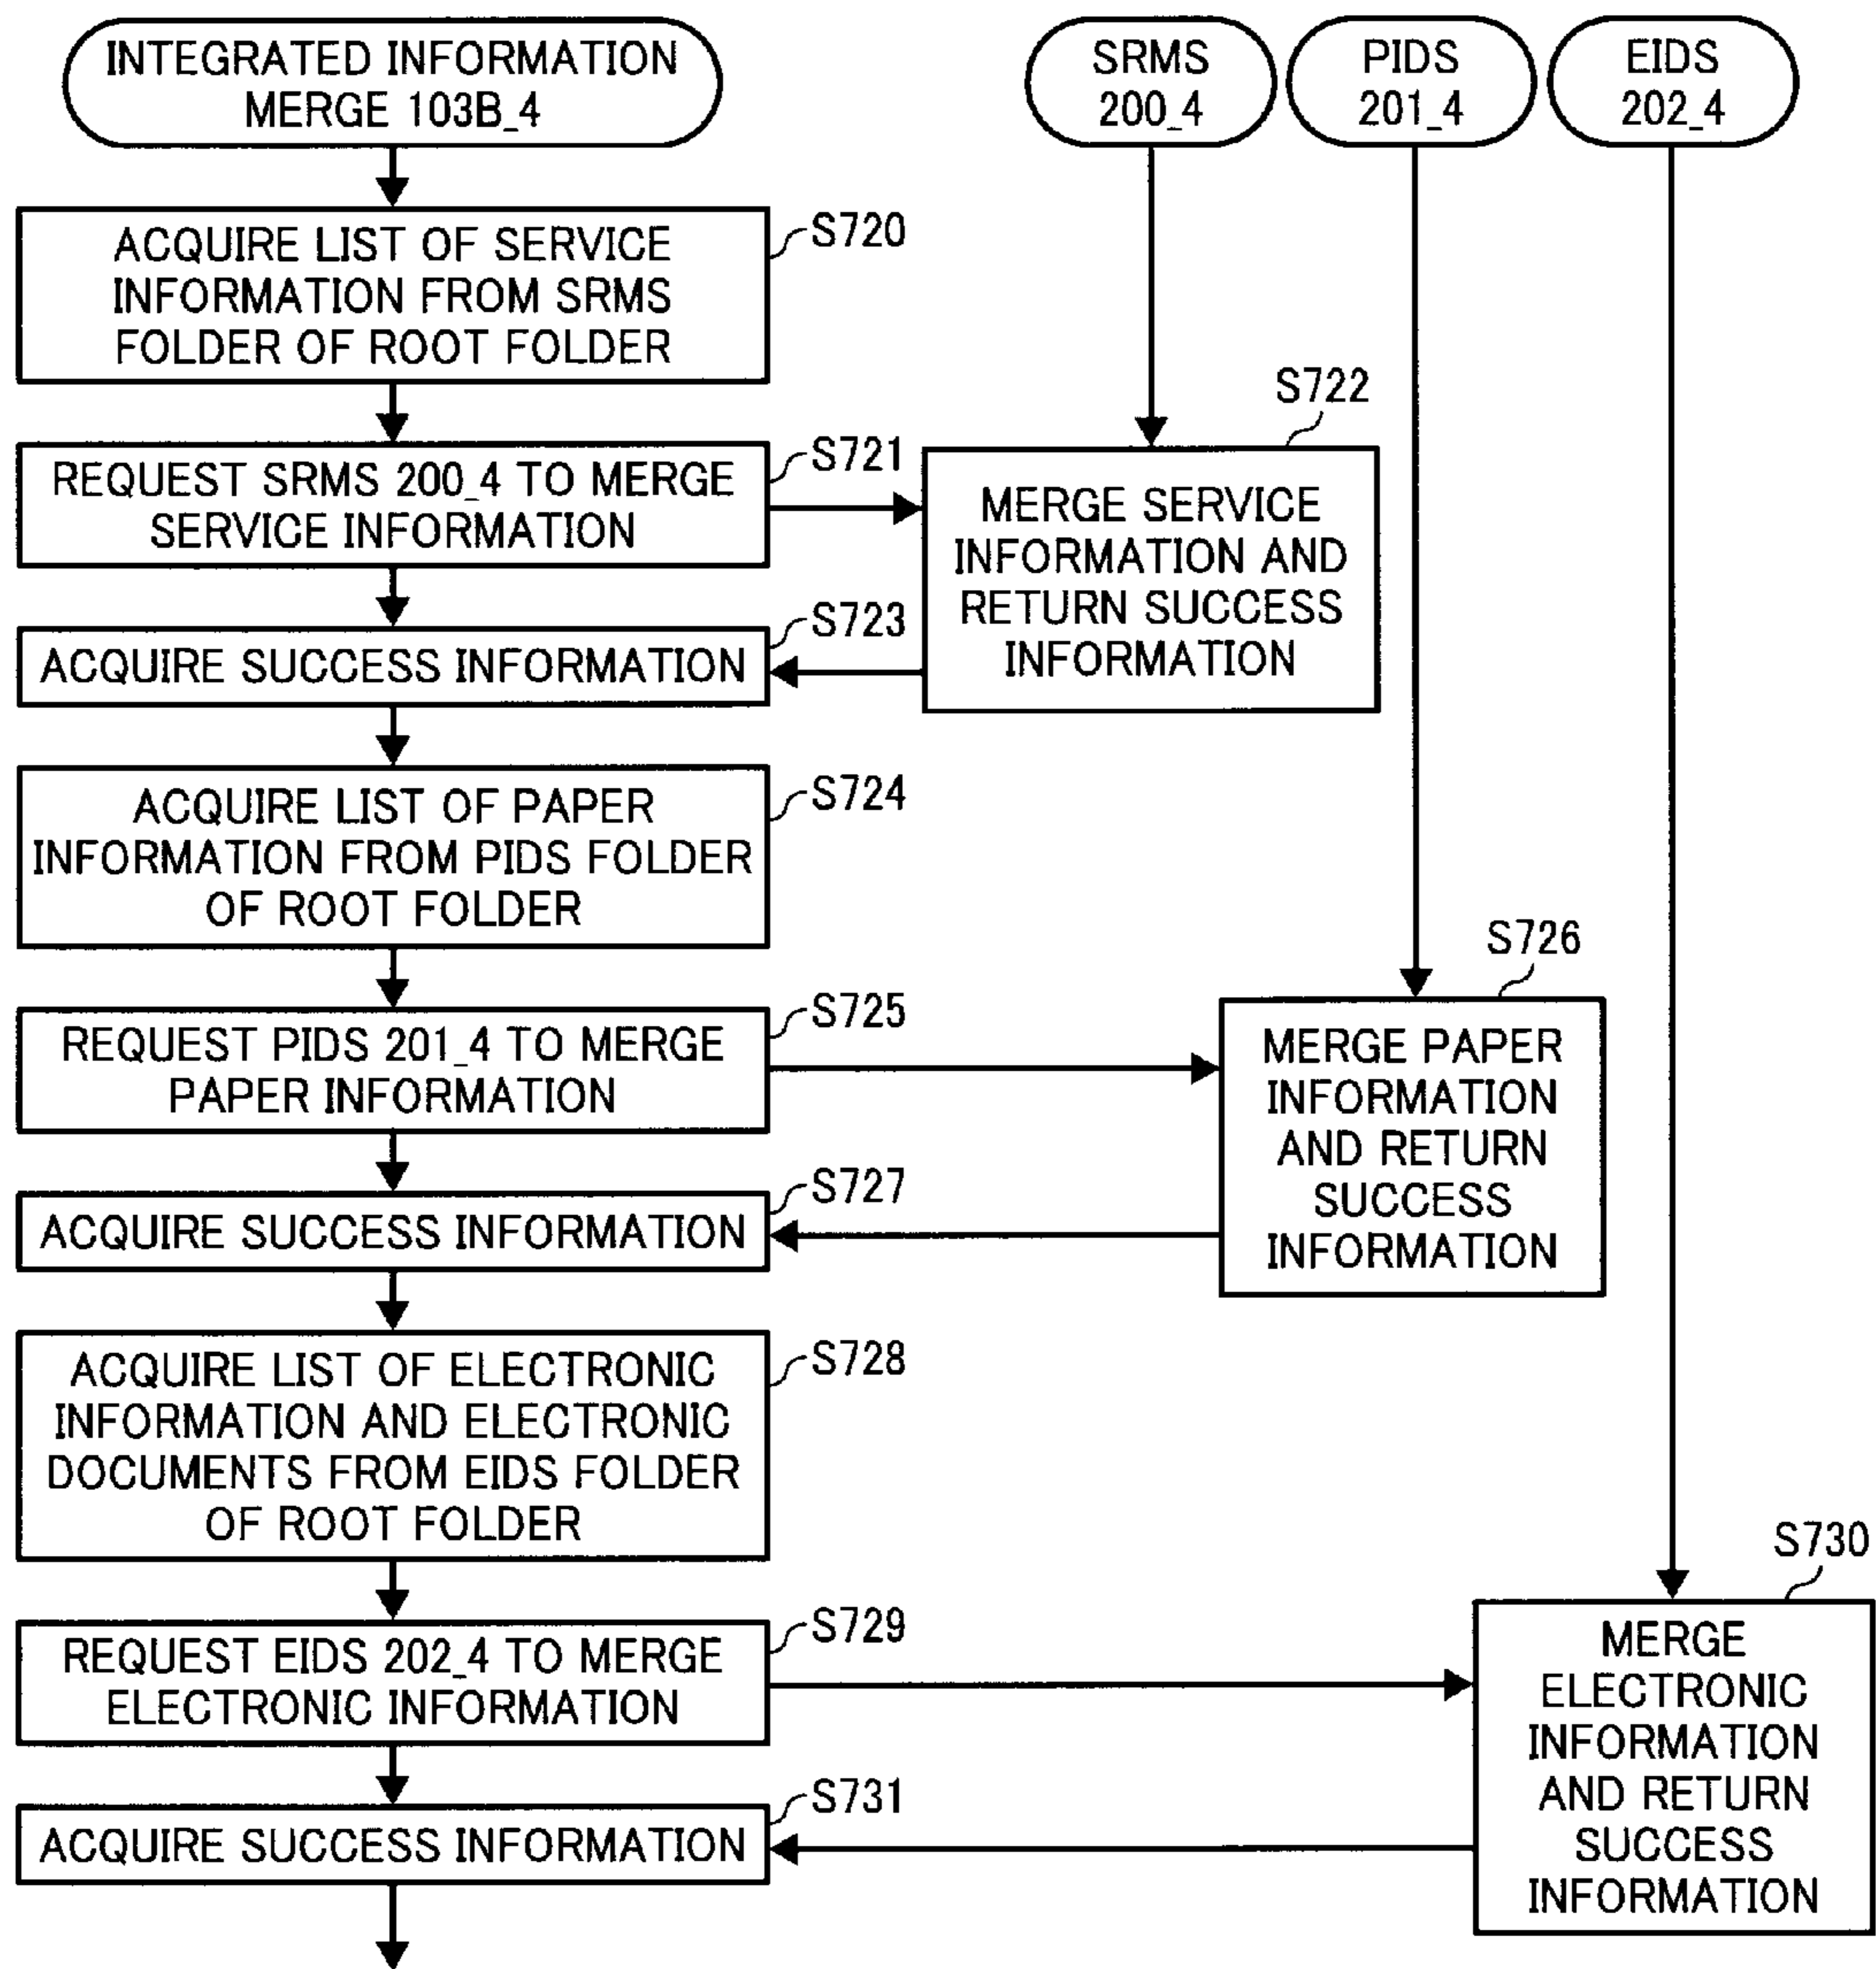 INTEGRATED INFORMATION
MERGE 103B_4
SRMS
200_4
PIDS
201_4
EIDS
202_4
ACQUIRE LIST OF SERVICE
INFORMATION FROM SRMS
FOLDER OF ROOT FOLDER
S720
REQUEST SRMS 200_4 TO MERGE
SERVICE INFORMATION
S721
S722
MERGE SERVICE
INFORMATION AND
RETURN SUCCESS
INFORMATION
ACQUIRE SUCCESS INFORMATION
S723
ACQUIRE LIST OF PAPER
INFORMATION FROM PIDS FOLDER
OF ROOT FOLDER
S724
REQUEST PIDS 201_4 TO MERGE
PAPER INFORMATION
S725
S726
MERGE PAPER
INFORMATION
AND RETURN
SUCCESS
INFORMATION
ACQUIRE SUCCESS INFORMATION
S727
ACQUIRE LIST OF ELECTRONIC
INFORMATION AND ELECTRONIC
DOCUMENTS FROM EIDS FOLDER
OF ROOT FOLDER
S728
REQUEST EIDS 202_4 TO MERGE
ELECTRONIC INFORMATION
S729
S730
MERGE
ELECTRONIC
INFORMATION
AND RETURN
SUCCESS
INFORMATION
ACQUIRE SUCCESS INFORMATION
S731